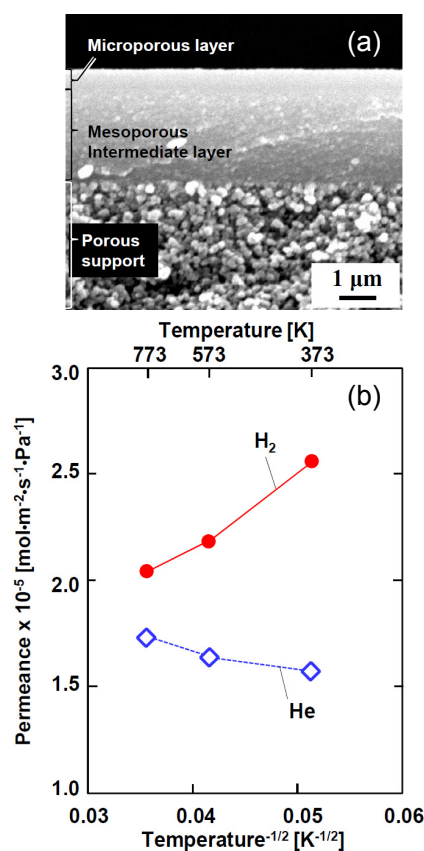 (a)
Microporous layer
Mesoporous
Intermediate layer
Porous
support
1 μm
Temperature [K]
773 573 373
(b)
3.0
2.5
2.0
1.5
1.0
Permeance x 10⁻⁵ [mol•m⁻²•s⁻¹•Pa⁻¹]
H₂
He
0.03 0.04 0.05 0.06
Temperature⁻¹/² [K⁻¹/²]